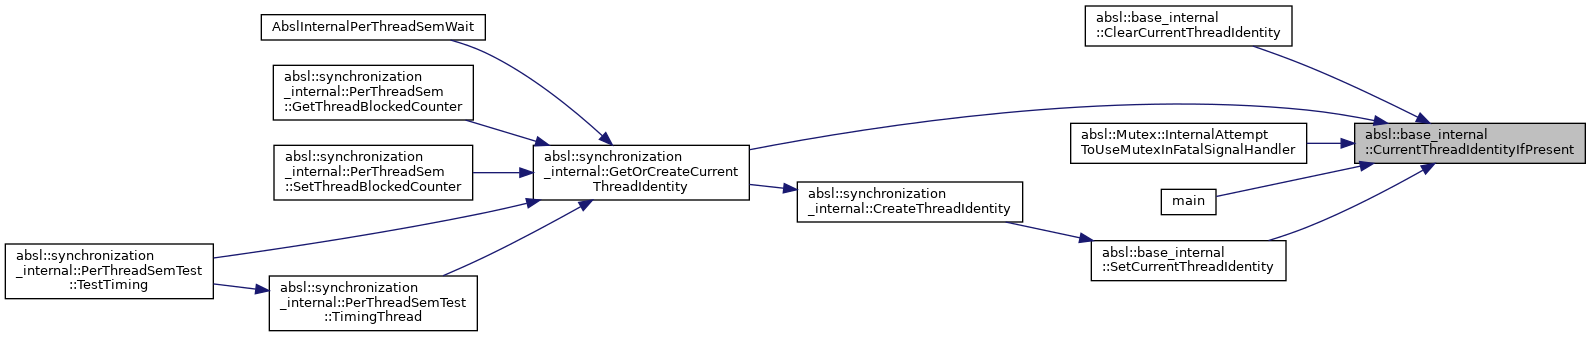 AbslInternalPerThreadSemWait
absl::synchronization
_internal::PerThreadSem
::GetThreadBlockedCounter
absl::synchronization
_internal::PerThreadSem
::SetThreadBlockedCounter
absl::synchronization
_internal::PerThreadSemTest
::TestTiming
absl::synchronization
_internal::PerThreadSemTest
::TimingThread
absl::synchronization
_internal::GetOrCreateCurrent
ThreadIdentity
absl::synchronization
_internal::CreateThreadIdentity
absl::base_internal
::ClearCurrentThreadIdentity
absl::Mutex::InternalAttempt
ToUseMutexInFatalSignalHandler
main
absl::base_internal
::SetCurrentThreadIdentity
absl::base_internal
::CurrentThreadIdentityIfPresent